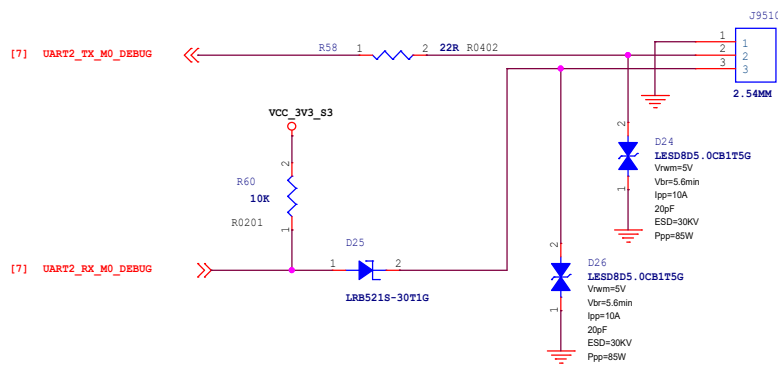 J9510
[7] UART2_TX_M0_DEBUG
R58 1 2 22R R0402
1 1
2 2
3 3
2.54MM
VCC_3V3_S3
2
R60
10K
R0201
1
2
D24
LESD8D5.0CB1T5G
Vrwm=5V
Vbr=5.6min
1
Ipp=10A
20pF
ESD=30KV
Ppp=85W
[7] UART2_RX_M0_DEBUG
D25
1 2
LRB521S-30T1G
2
D26
LESD8D5.0CB1T5G
Vrwm=5V
Vbr=5.6min
1
Ipp=10A
20pF
ESD=30KV
Ppp=85W